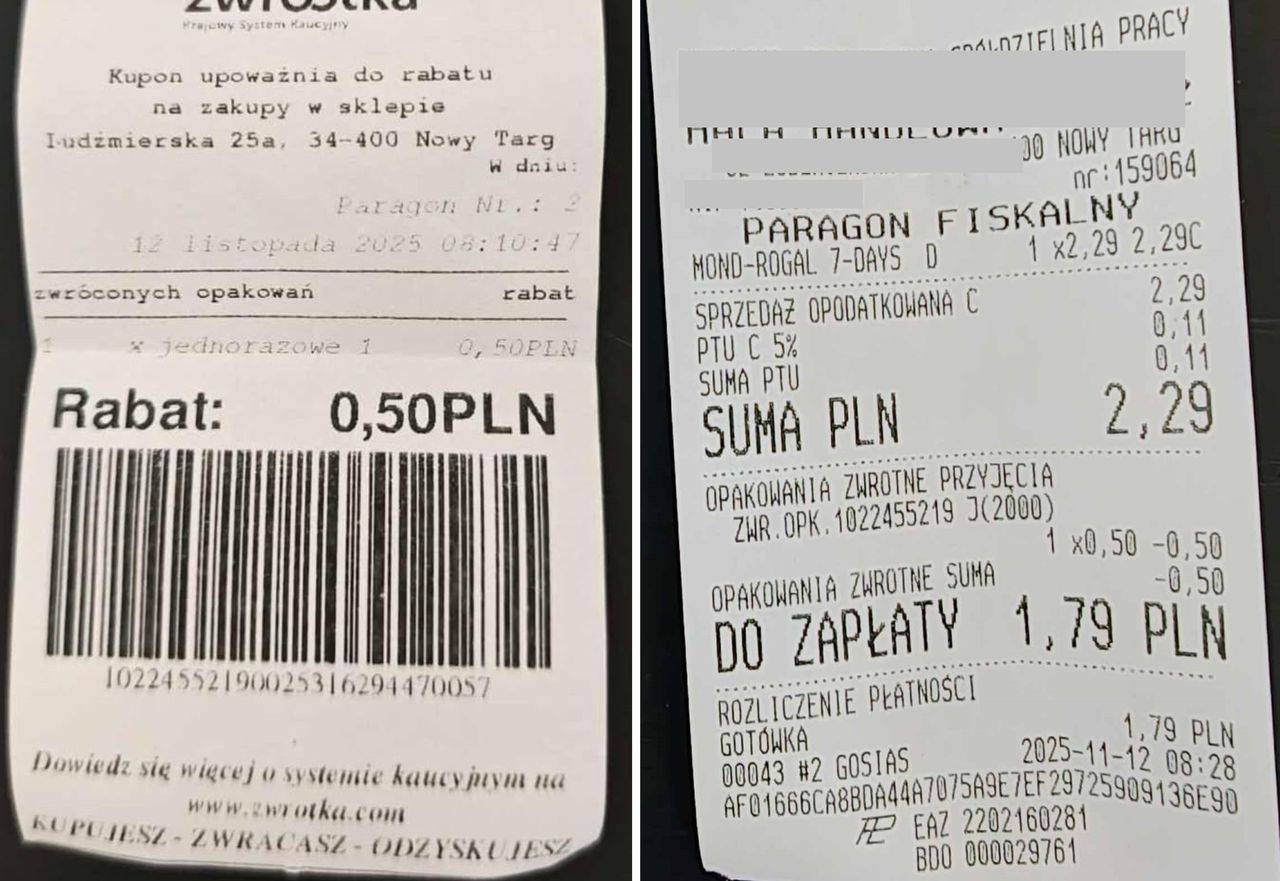 zwrotka
Krajowy System Kaucyjny
Kupon upoważnia do rabatu
na zakupy w sklepie
Ludźmierska 25a, 34-400 Nowy Targ
W dniu:
Paragon Nr.: 2
12 listopada 2025 08:10:47
zwróconych opakowań rabat
1 x jednorazowe 1 0,50PLN
Rabat: 0,50PLN
1022455219002531629447​0057
Dowiedz się więcej o systemie kaucyjnym na
www.zwrotka.com
KUPUJESZ - ZWRACASZ - ODZYSKUJESZ
SPÓŁDZIELNIA PRACY
HALA HANDLOWA
00 NOWY TARG
nr:159064
PARAGON FISKALNY
MOND-ROGAL 7-DAYS D 1 x2,29 2,29C
SPRZEDAŻ OPODATKOWANA C 2,29
PTU C 5% 0,11
SUMA PTU 0,11
SUMA PLN 2,29
OPAKOWANIA ZWROTNE PRZYJĘCIA
ZWR.OPK.1022455219 J(2000)
1 x0,50 -0,50
OPAKOWANIA ZWROTNE SUMA -0,50
DO ZAPŁATY 1,79 PLN
ROZLICZENIE PŁATNOŚCI
GOTÓWKA 1,79 PLN
00043 #2 GOSIAS 2025-11-12 08:28
AF01666CA8BDA44A7075A9E7EF29725909136E90
EAZ 2202160281
BDO 000029761